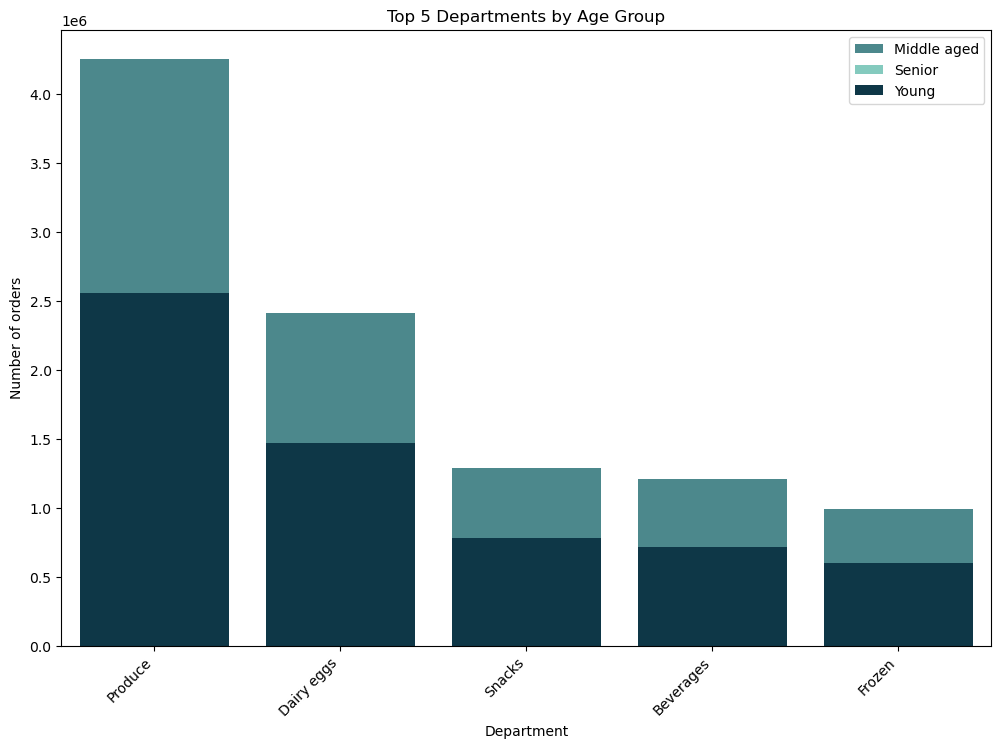 Top 5 Departments by Age Group
1e6
Middle aged
Senior
Young
4.0
3.5
3.0
2.5
2.0
1.5
1.0
0.5
0.0
Number of orders
Produce
Dairy eggs
Snacks
Beverages
Frozen
Department